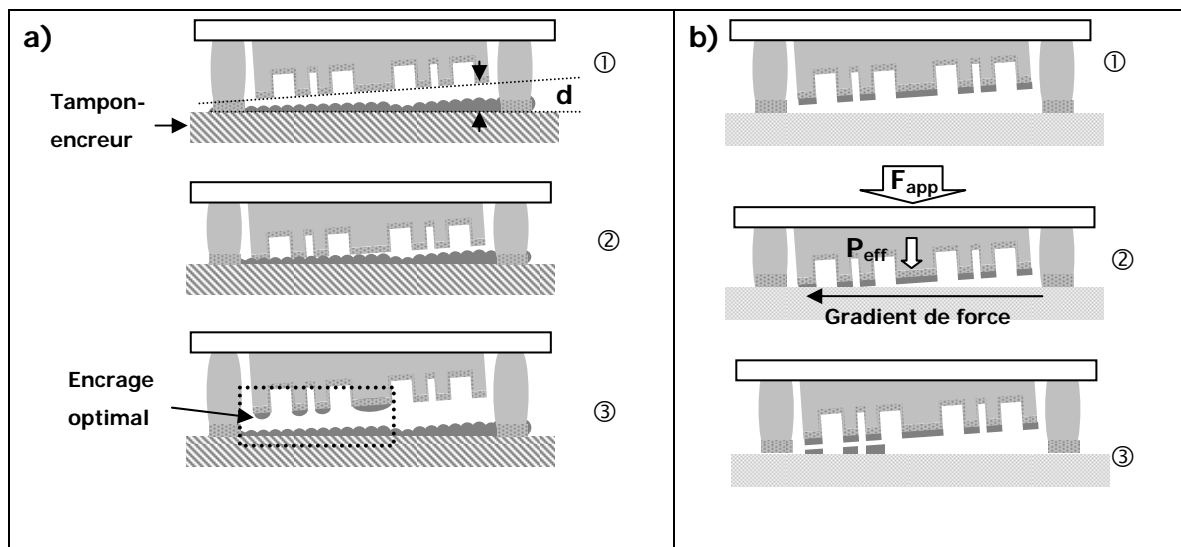 a)
①
d
Tampon-
encreur
②
Encrage
optimal
③
b)
①
Fapp
Peff
②
Gradient de force
③